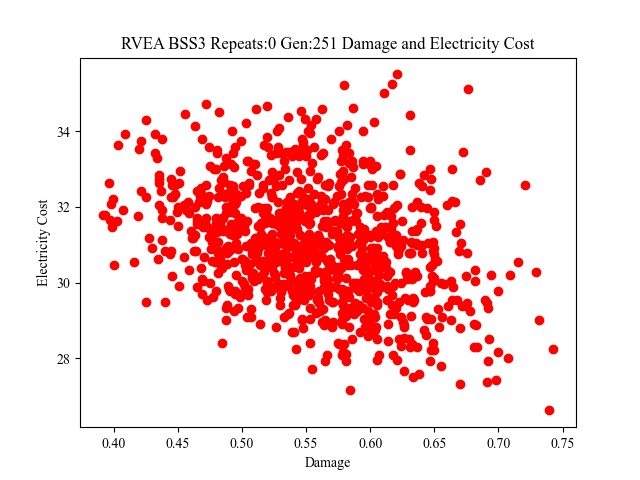 RVEA BSS3 Repeats:0 Gen:251 Damage and Electricity Cost
34
32
30
28
Electricity Cost
0.40 0.45 0.50 0.55 0.60 0.65 0.70 0.75
Damage